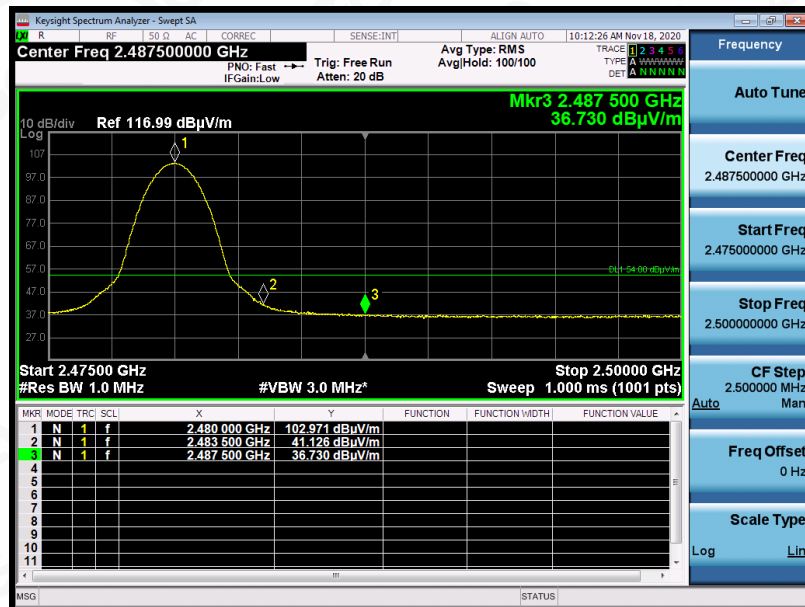 Keysight Spectrum Analyzer - Swept SA
LXI R RF 50 Ω AC CORREC SENSE:INT ALIGN AUTO 10:12:26 AM Nov 18, 2020
Center Freq 2.487500000 GHz
PNO: Fast
IFGain:Low
Trig: Free Run
Atten: 20 dB
Avg Type: RMS
Avg|Hold: 100/100
TRACE 1 2 3 4 5 6
TYPE A WWWWW
DET A N N N N N
Mkr3 2.487 500 GHz
36.730 dBµV/m
10 dB/div Ref 116.99 dBµV/m
Log
107
97.0
87.0
77.0
67.0
57.0
47.0
37.0
27.0
1
2
3
DL1 54.00 dBµV/m
Start 2.47500 GHz Stop 2.50000 GHz
#Res BW 1.0 MHz #VBW 3.0 MHz* Sweep 1.000 ms (1001 pts)
MKR MODE TRC SCL X Y FUNCTION FUNCTION WIDTH FUNCTION VALUE
1 N 1 f 2.480 000 GHz 102.971 dBµV/m
2 N 1 f 2.483 500 GHz 41.126 dBµV/m
3 N 1 f 2.487 500 GHz 36.730 dBµV/m
4
5
6
7
8
9
10
11
MSG STATUS
Frequency
Auto Tune
Center Freq
2.487500000 GHz
Start Freq
2.475000000 GHz
Stop Freq
2.500000000 GHz
CF Step
2.500000 MHz
Auto Man
Freq Offset
0 Hz
Scale Type
Log Lin